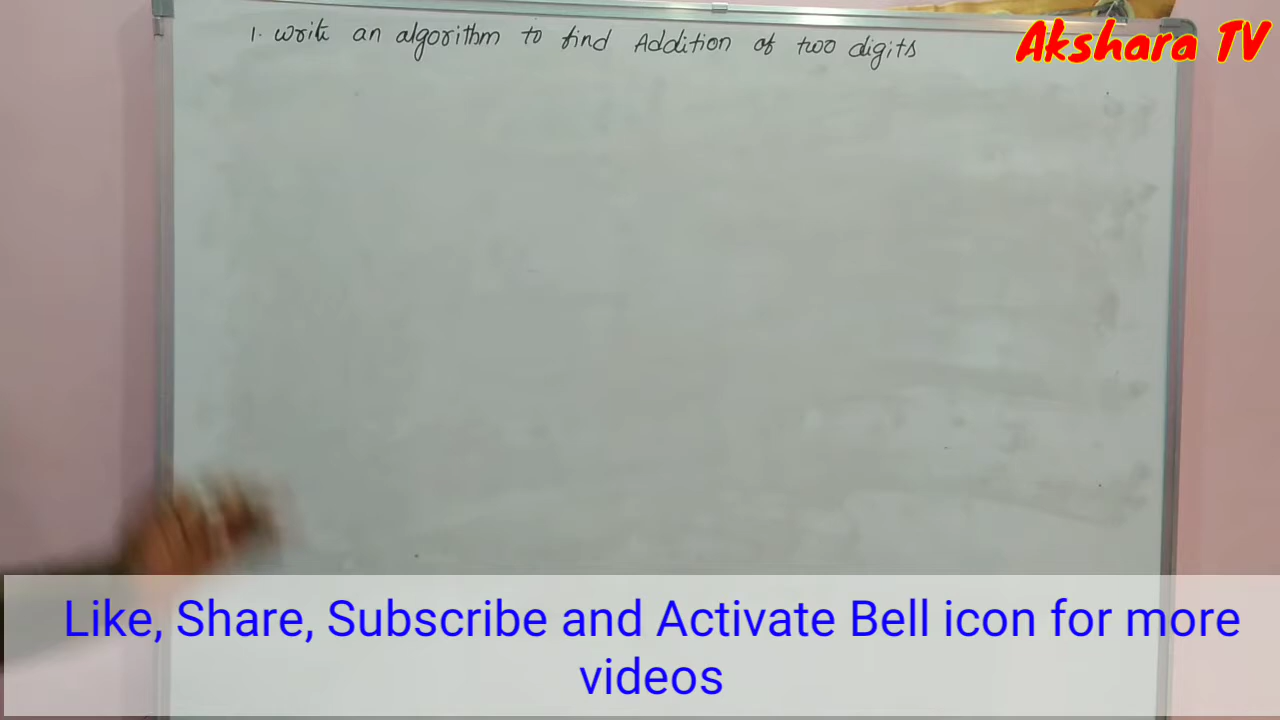 1. write an algorithm to find Addition of two digits
Akshara TV
Like, Share, Subscribe and Activate Bell icon for more
videos